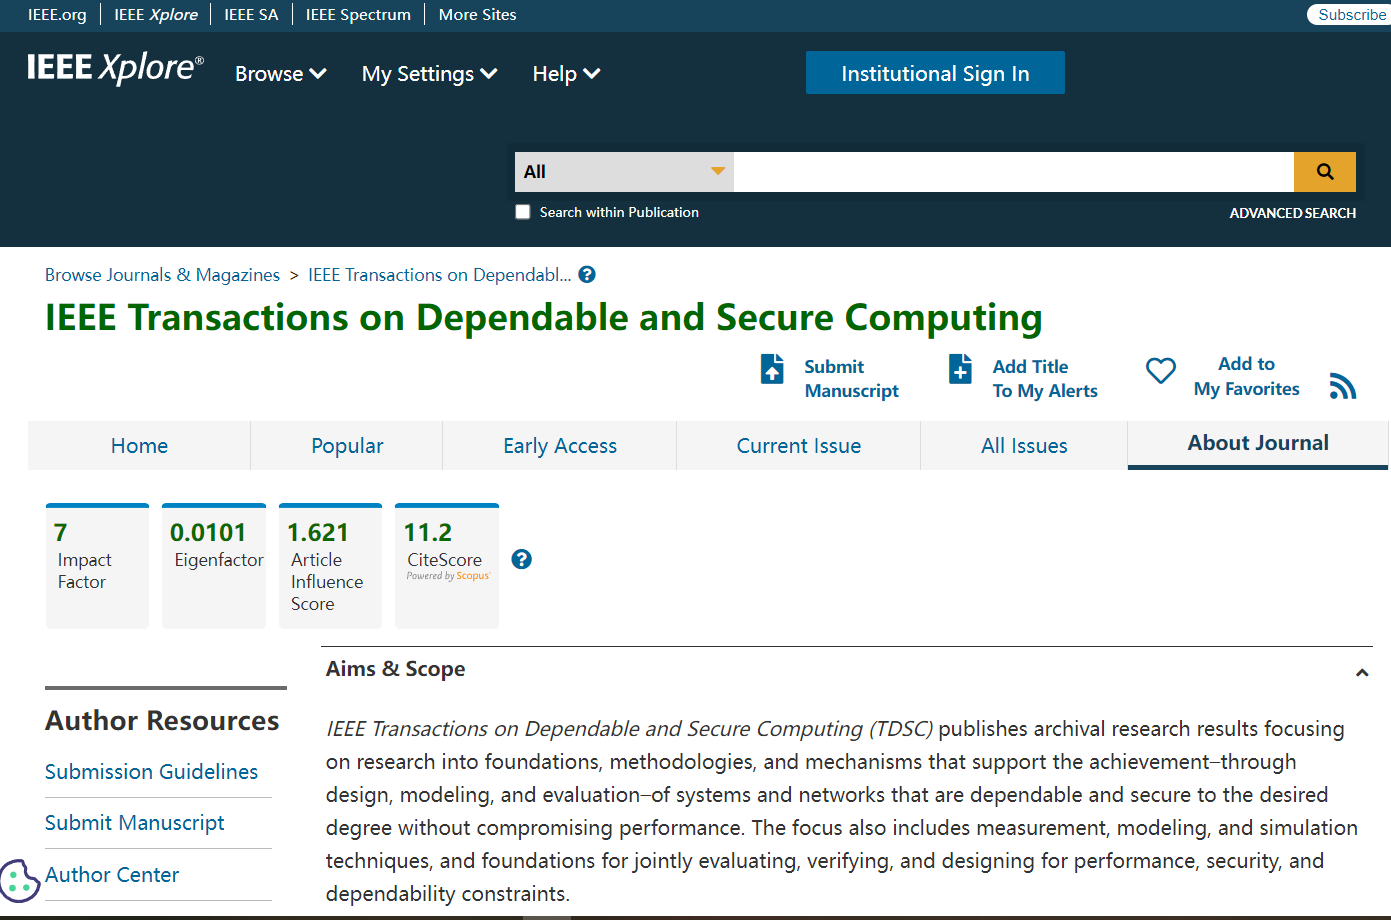 IEEE.org IEEE Xplore IEEE SA IEEE Spectrum More Sites Subscribe
IEEE Xplore® Browse My Settings Help Institutional Sign In
All
Search within Publication ADVANCED SEARCH
Browse Journals & Magazines > IEEE Transactions on Dependabl... ?
IEEE Transactions on Dependable and Secure Computing
Submit Manuscript
Add Title To My Alerts
Add to My Favorites
Home Popular Early Access Current Issue All Issues About Journal
7
Impact
Factor
0.0101
Eigenfactor
1.621
Article
Influence
Score
11.2
CiteScore
Powered by Scopus®
?
Author Resources
Submission Guidelines
Submit Manuscript
Author Center
Aims & Scope
IEEE Transactions on Dependable and Secure Computing (TDSC) publishes archival research results focusing
on research into foundations, methodologies, and mechanisms that support the achievement–through
design, modeling, and evaluation–of systems and networks that are dependable and secure to the desired
degree without compromising performance. The focus also includes measurement, modeling, and simulation
techniques, and foundations for jointly evaluating, verifying, and designing for performance, security, and
dependability constraints.